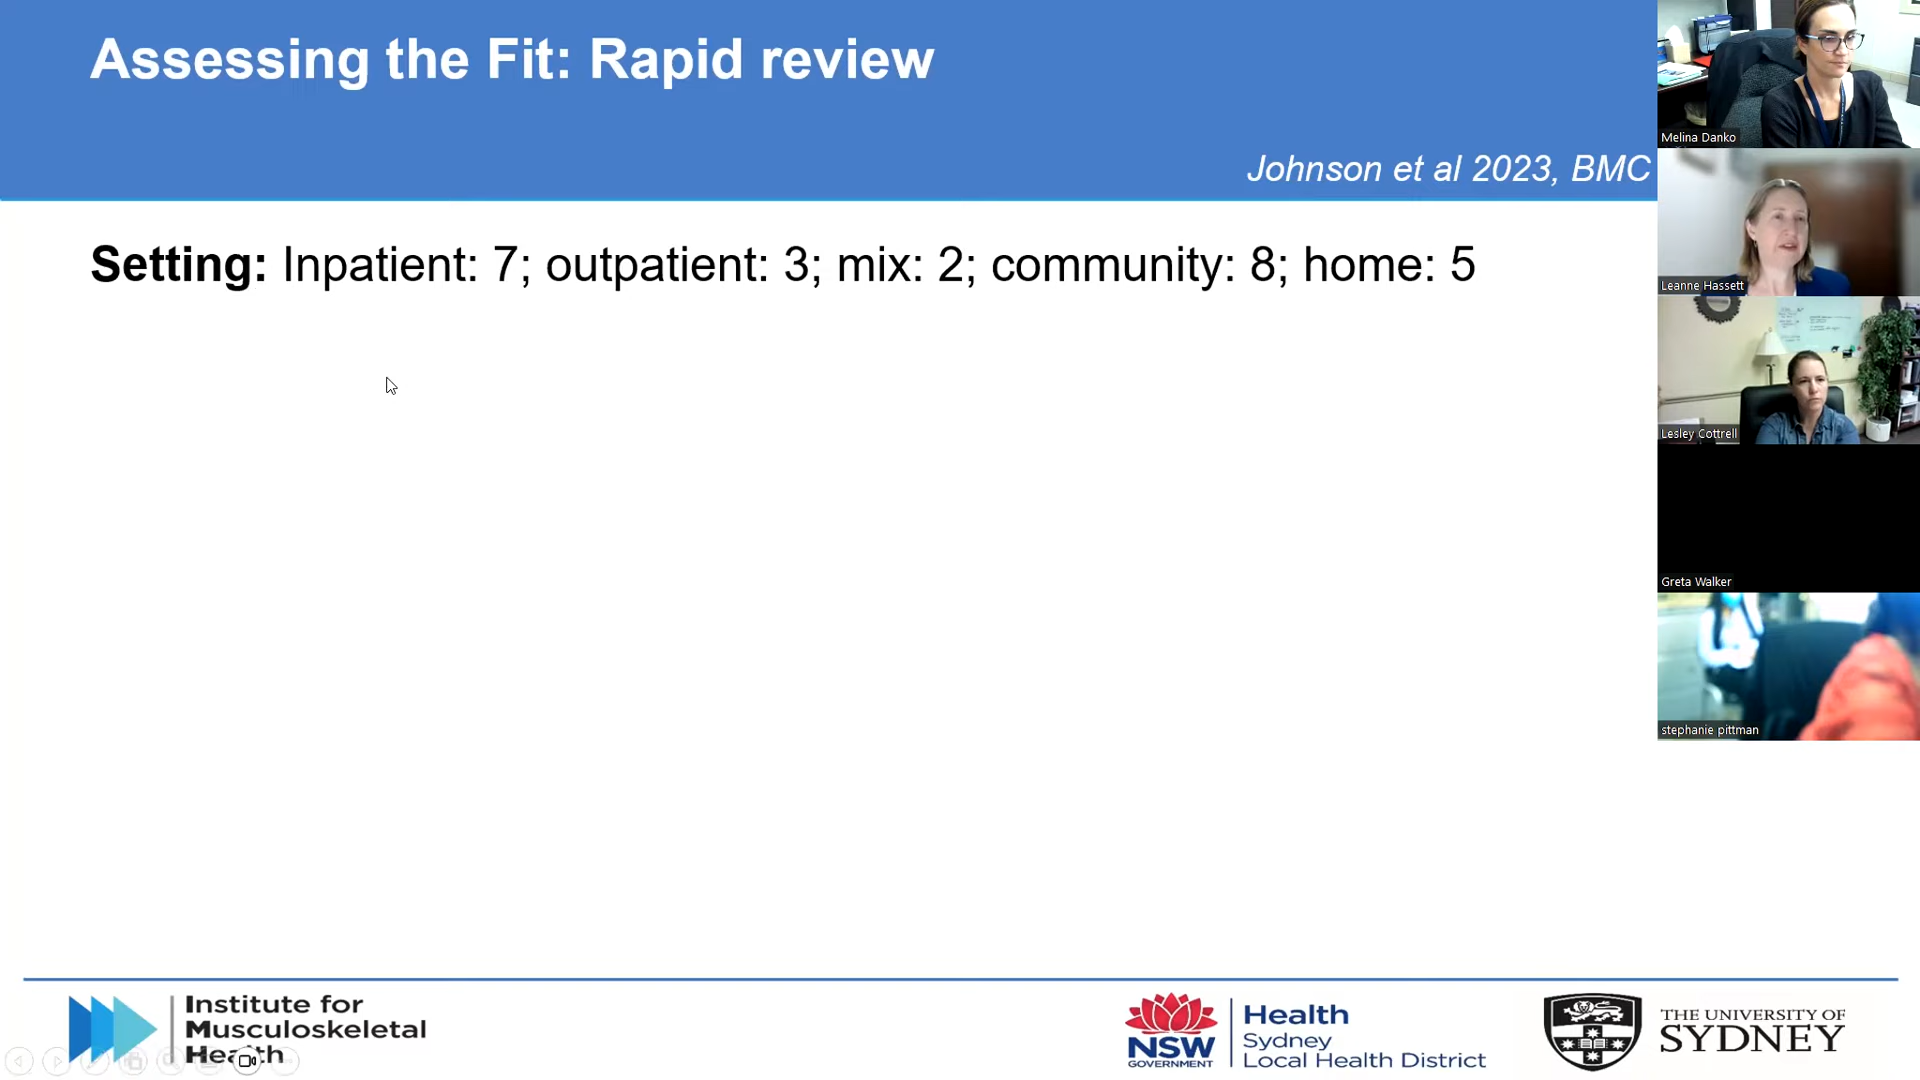 Assessing the Fit: Rapid review
Johnson et al 2023, BMC
Setting: Inpatient: 7; outpatient: 3; mix: 2; community: 8; home: 5
Melina Danko
Leanne Hassett
Lesley Cottrell
Greta Walker
stephanie pittman
Institute for
Musculoskeletal
Health
NSW
GOVERNMENT
Health
Sydney
Local Health District
THE UNIVERSITY OF
SYDNEY